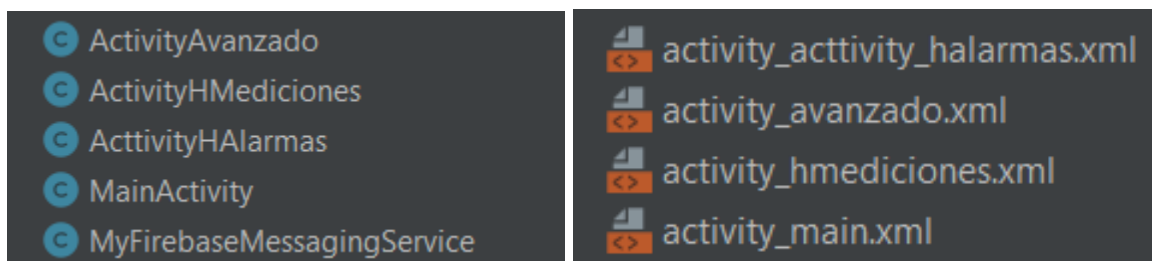 ActivityAvanzado
ActivityHMediciones
ActtivityHAlarmas
MainActivity
MyFirebaseMessagingService
activity_acttivity_halarmas.xml
activity_avanzado.xml
activity_hmediciones.xml
activity_main.xml